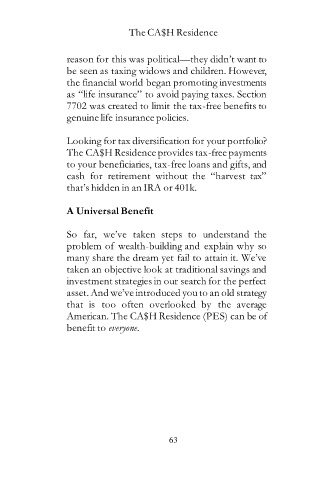 The CA$H Residence
reason for this was political—they didn't want to
be seen as taxing widows and children. However,
the financial world began promoting investments
as "life insurance" to avoid paying taxes. Section
7702 was created to limit the tax-free benefits to
genuine life insurance policies.
Looking for tax diversification for your portfolio?
The CA$H Residence provides tax-free payments
to your beneficiaries, tax-free loans and gifts, and
cash for retirement without the "harvest tax"
that's hidden in an IRA or 401k.
A Universal Benefit
So far, we've taken steps to understand the
problem of wealth-building and explain why so
many share the dream yet fail to attain it. We've
taken an objective look at traditional savings and
investment strategies in our search for the perfect
asset. And we've introduced you to an old strategy
that is too often overlooked by the average
American. The CA$H Residence (PES) can be of
benefit to everyone.
63